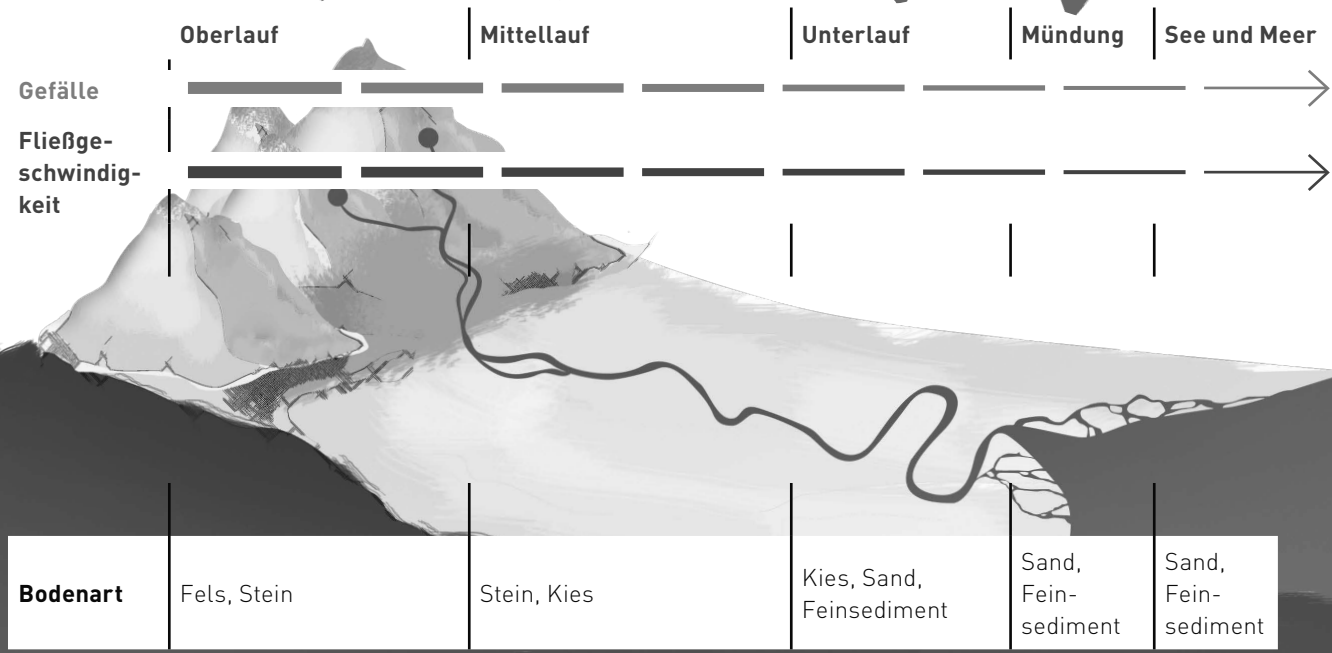 Oberlauf Mittellauf Unterlauf Mündung See und Meer
Gefälle
Fließge-
schwindig-
keit
Bodenart
Fels, Stein
Stein, Kies
Kies, Sand,
Feinsediment
Sand,
Fein-
sediment
Sand,
Fein-
sediment